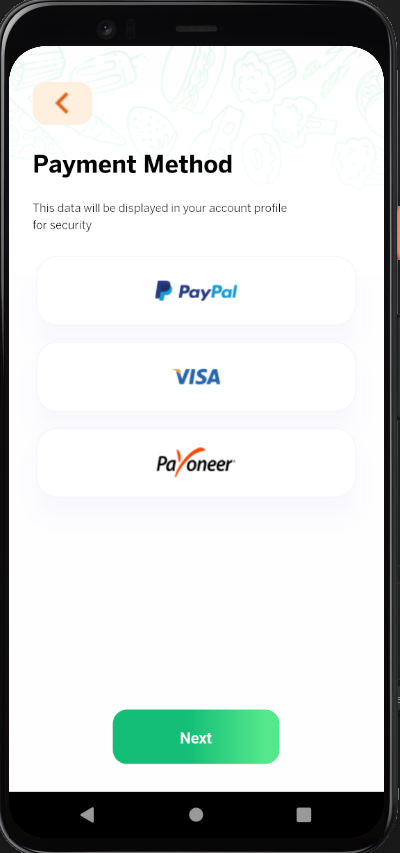 Payment Method
This data will be displayed in your account profile
for security
PayPal
VISA
Payoneer
Next